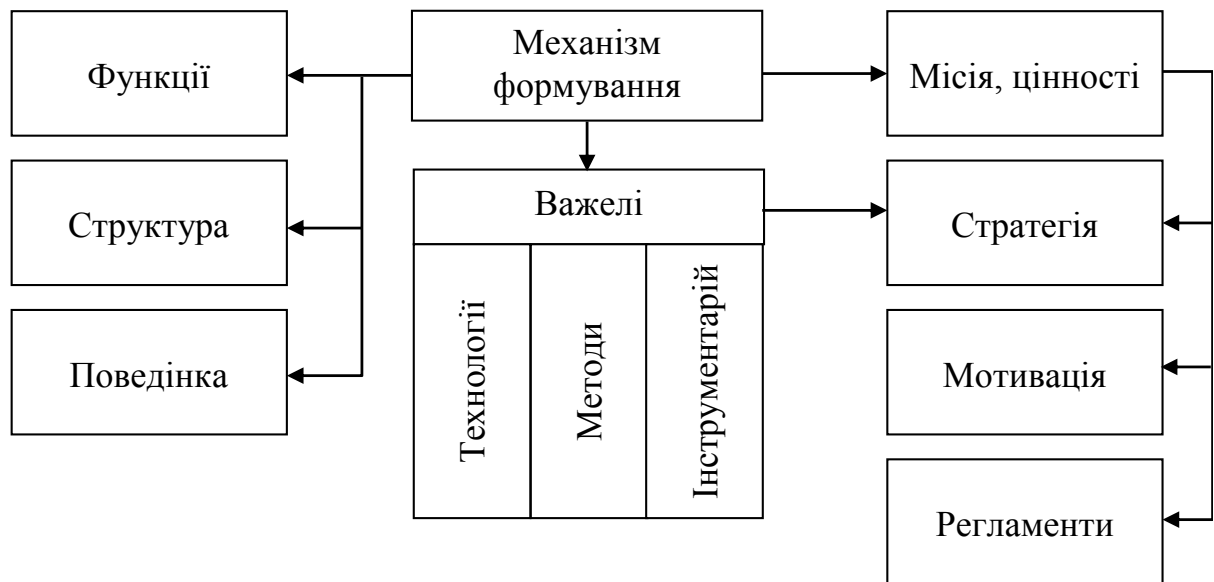 Функції
Механізм
формування
Місія, цінності
Структура
Важелі
Стратегія
Поведінка
Технології
Методи
Інструментарій
Мотивація
Регламенти